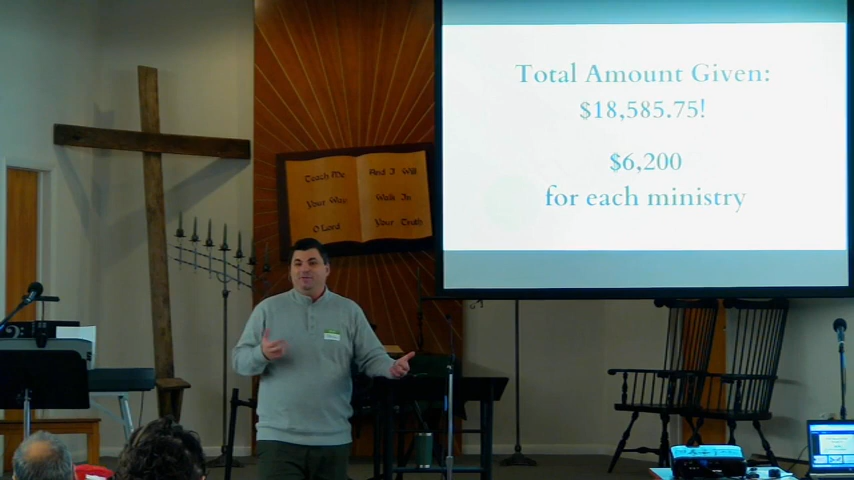 Total Amount Given:
$18,585.75!
$6,200
for each ministry
Teach Me
Your Way
O Lord
And I Will
Walk In
Your Truth